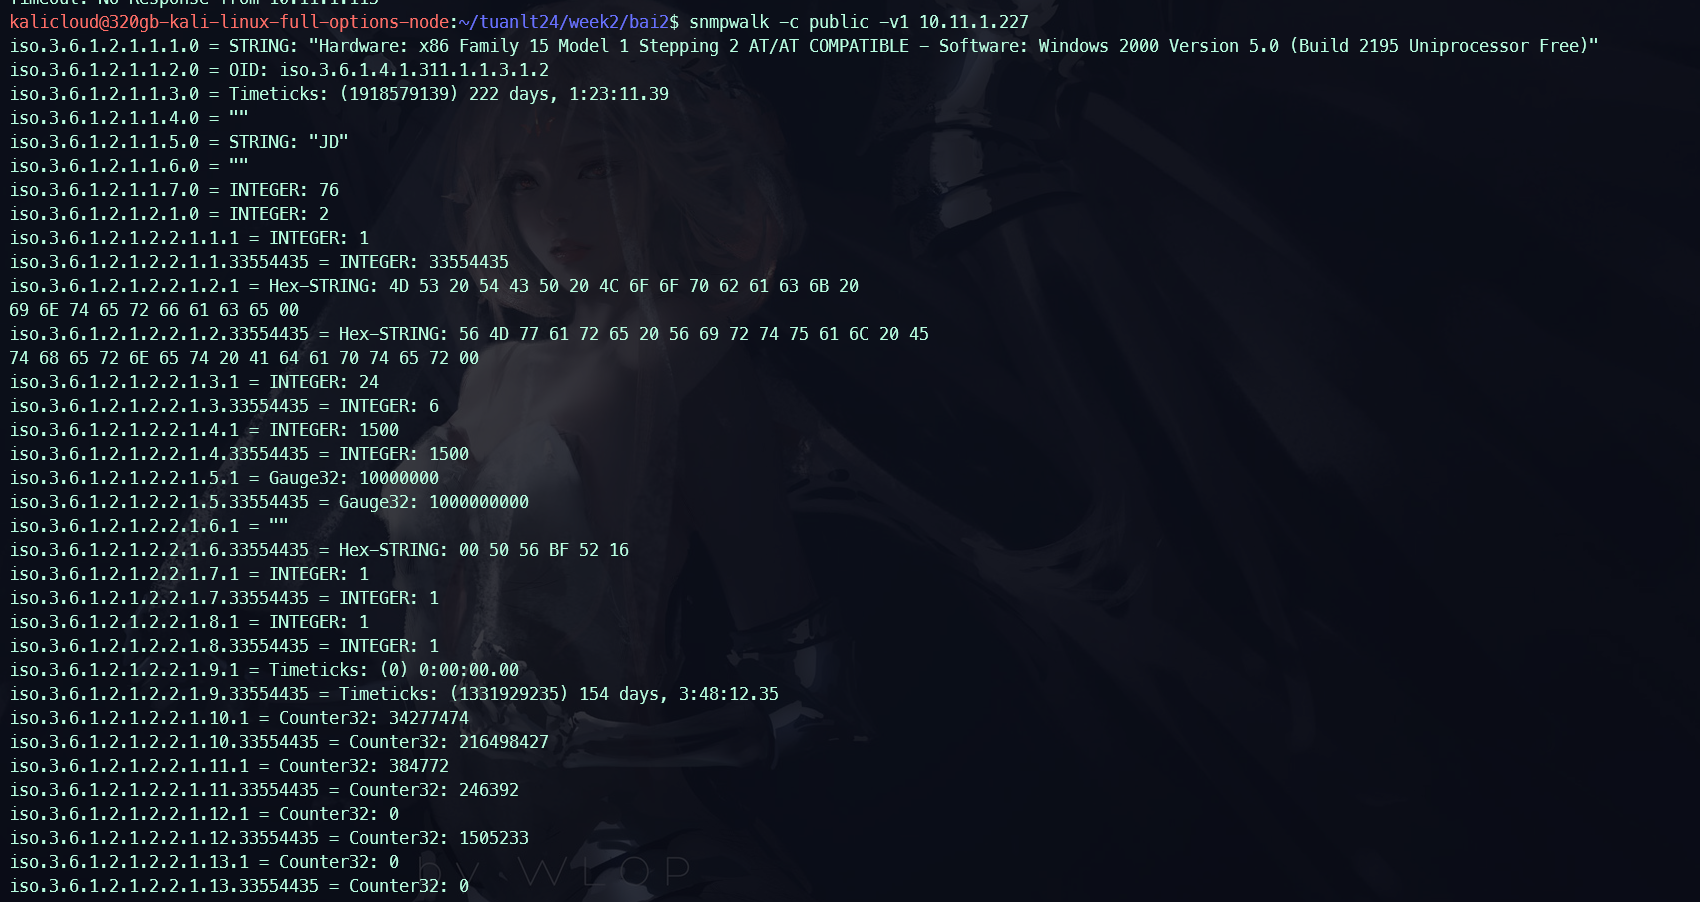 Timeout: No Response from 10.11.1.115
kalicloud@320gb-kali-linux-full-options-node:~/tuanlt24/week2/bai2$ snmpwalk -c public -v1 10.11.1.227
iso.3.6.1.2.1.1.1.0 = STRING: "Hardware: x86 Family 15 Model 1 Stepping 2 AT/AT COMPATIBLE - Software: Windows 2000 Version 5.0 (Build 2195 Uniprocessor Free)"
iso.3.6.1.2.1.1.2.0 = OID: iso.3.6.1.4.1.311.1.1.3.1.2
iso.3.6.1.2.1.1.3.0 = Timeticks: (1918579139) 222 days, 1:23:11.39
iso.3.6.1.2.1.1.4.0 = ""
iso.3.6.1.2.1.1.5.0 = STRING: "JD"
iso.3.6.1.2.1.1.6.0 = ""
iso.3.6.1.2.1.1.7.0 = INTEGER: 76
iso.3.6.1.2.1.2.1.0 = INTEGER: 2
iso.3.6.1.2.1.2.2.1.1.1 = INTEGER: 1
iso.3.6.1.2.1.2.2.1.1.33554435 = INTEGER: 33554435
iso.3.6.1.2.1.2.2.1.2.1 = Hex-STRING: 4D 53 20 54 43 50 20 4C 6F 6F 70 62 61 63 6B 20
69 6E 74 65 72 66 61 63 65 00
iso.3.6.1.2.1.2.2.1.2.33554435 = Hex-STRING: 56 4D 77 61 72 65 20 56 69 72 74 75 61 6C 20 45
74 68 65 72 6E 65 74 20 41 64 61 70 74 65 72 00
iso.3.6.1.2.1.2.2.1.3.1 = INTEGER: 24
iso.3.6.1.2.1.2.2.1.3.33554435 = INTEGER: 6
iso.3.6.1.2.1.2.2.1.4.1 = INTEGER: 1500
iso.3.6.1.2.1.2.2.1.4.33554435 = INTEGER: 1500
iso.3.6.1.2.1.2.2.1.5.1 = Gauge32: 10000000
iso.3.6.1.2.1.2.2.1.5.33554435 = Gauge32: 1000000000
iso.3.6.1.2.1.2.2.1.6.1 = ""
iso.3.6.1.2.1.2.2.1.6.33554435 = Hex-STRING: 00 50 56 BF 52 16
iso.3.6.1.2.1.2.2.1.7.1 = INTEGER: 1
iso.3.6.1.2.1.2.2.1.7.33554435 = INTEGER: 1
iso.3.6.1.2.1.2.2.1.8.1 = INTEGER: 1
iso.3.6.1.2.1.2.2.1.8.33554435 = INTEGER: 1
iso.3.6.1.2.1.2.2.1.9.1 = Timeticks: (0) 0:00:00.00
iso.3.6.1.2.1.2.2.1.9.33554435 = Timeticks: (1331929235) 154 days, 3:48:12.35
iso.3.6.1.2.1.2.2.1.10.1 = Counter32: 34277474
iso.3.6.1.2.1.2.2.1.10.33554435 = Counter32: 216498427
iso.3.6.1.2.1.2.2.1.11.1 = Counter32: 384772
iso.3.6.1.2.1.2.2.1.11.33554435 = Counter32: 246392
iso.3.6.1.2.1.2.2.1.12.1 = Counter32: 0
iso.3.6.1.2.1.2.2.1.12.33554435 = Counter32: 1505233
iso.3.6.1.2.1.2.2.1.13.1 = Counter32: 0
by WLOP
iso.3.6.1.2.1.2.2.1.13.33554435 = Counter32: 0